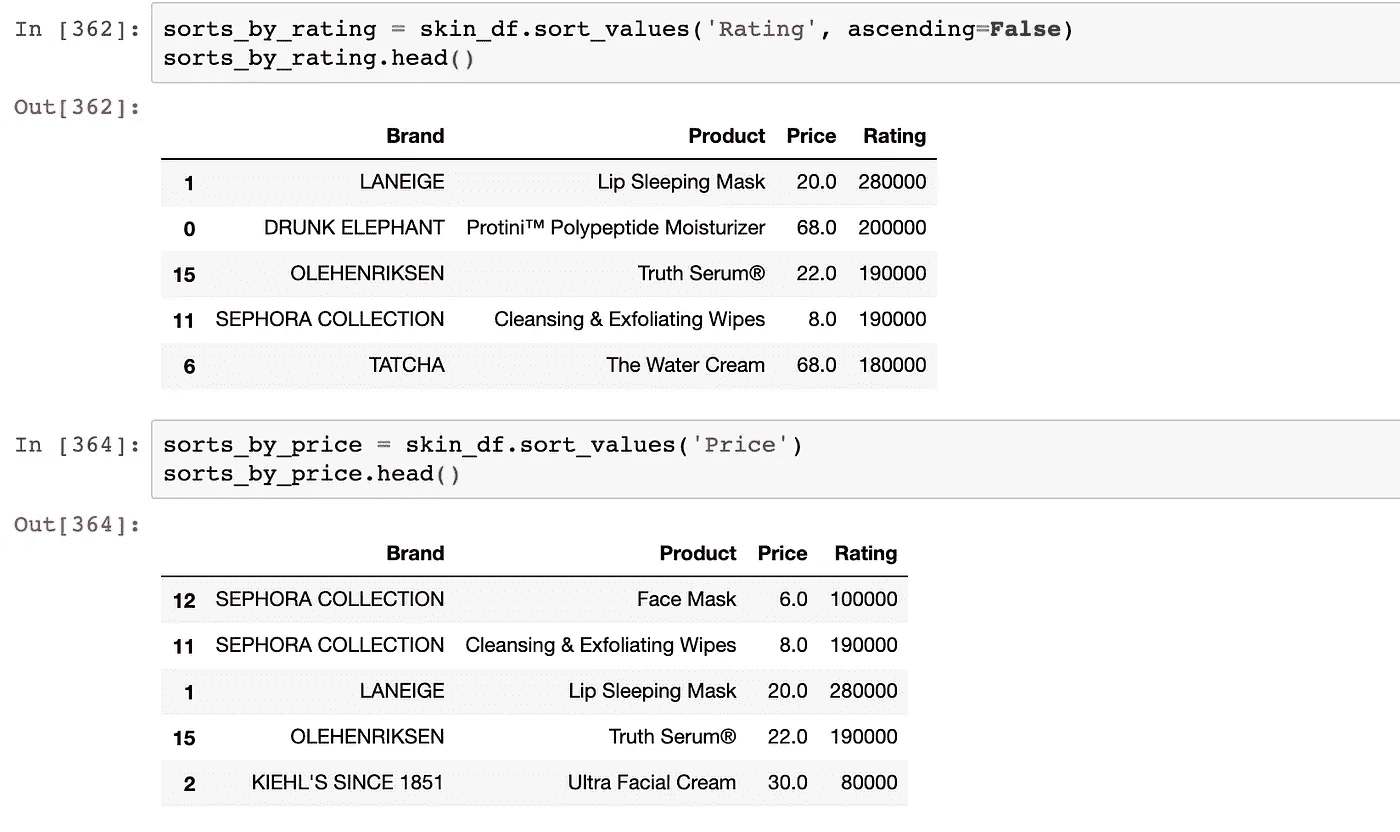 In [362]: sorts_by_rating = skin_df.sort_values('Rating', ascending=False)
sorts_by_rating.head()
Out[362]:
Brand Product Price Rating
1 LANEIGE Lip Sleeping Mask 20.0 280000
0 DRUNK ELEPHANT Protini™ Polypeptide Moisturizer 68.0 200000
15 OLEHENRIKSEN Truth Serum® 22.0 190000
11 SEPHORA COLLECTION Cleansing & Exfoliating Wipes 8.0 190000
6 TATCHA The Water Cream 68.0 180000
In [364]: sorts_by_price = skin_df.sort_values('Price')
sorts_by_price.head()
Out[364]:
Brand Product Price Rating
12 SEPHORA COLLECTION Face Mask 6.0 100000
11 SEPHORA COLLECTION Cleansing & Exfoliating Wipes 8.0 190000
1 LANEIGE Lip Sleeping Mask 20.0 280000
15 OLEHENRIKSEN Truth Serum® 22.0 190000
2 KIEHL'S SINCE 1851 Ultra Facial Cream 30.0 80000